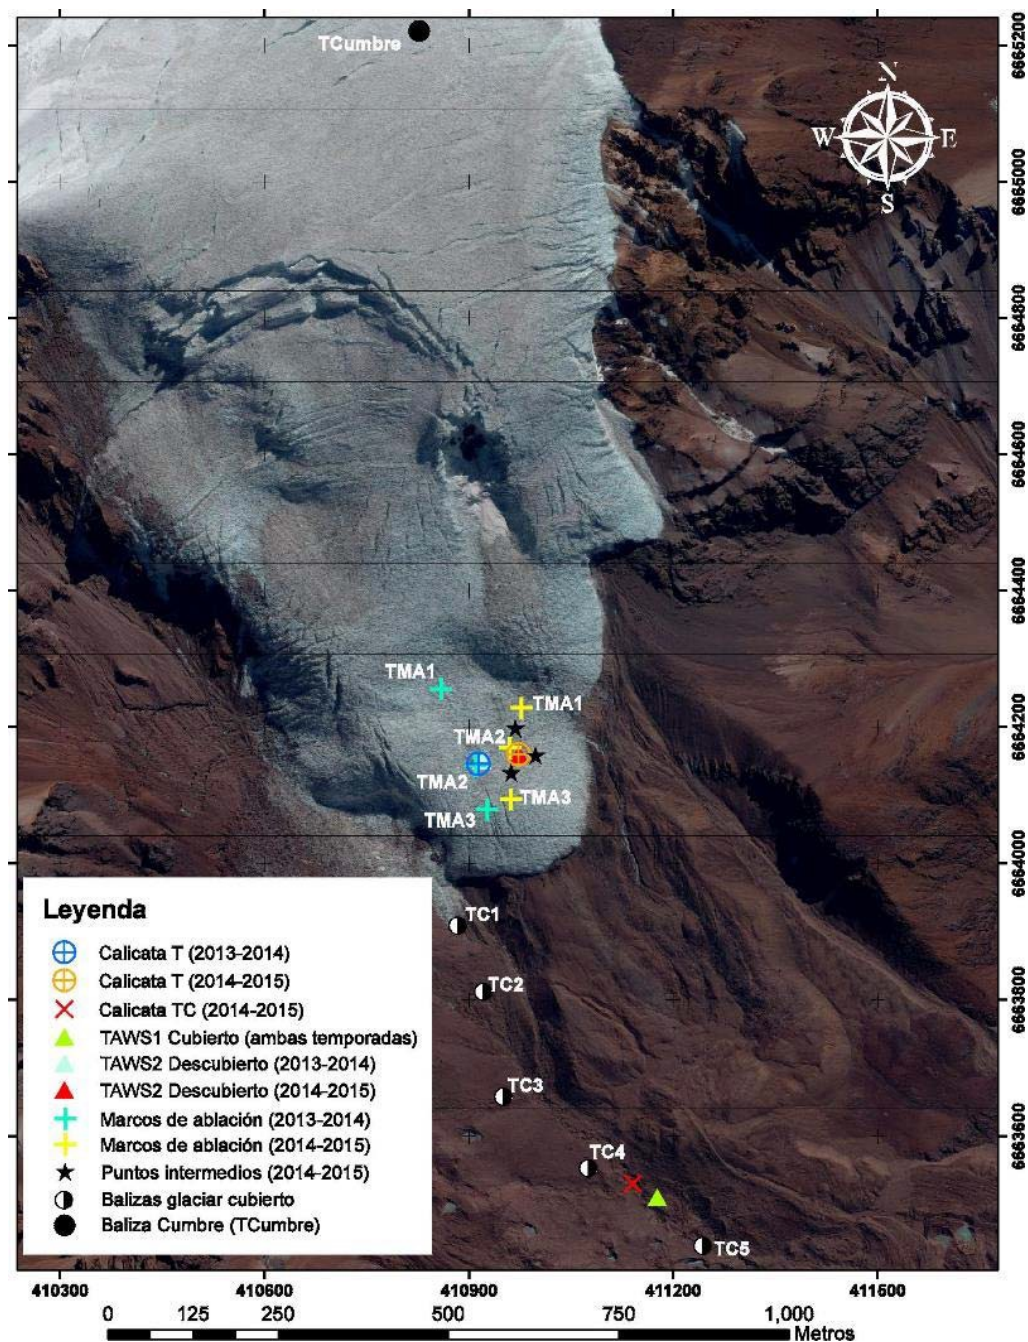 TCumbre
N
W E
S
6665200
6665000
6664800
6664600
6664400
6664200
6664000
6663800
6663600
TMA1
TMA1
TMA2
TMA2
TMA3
TMA3
TC1
TC2
TC3
TC4
TC5
Leyenda
Calicata T (2013-2014)
Calicata T (2014-2015)
Calicata TC (2014-2015)
TAWS1 Cubierto (ambas temporadas)
TAWS2 Descubierto (2013-2014)
TAWS2 Descubierto (2014-2015)
Marcos de ablación (2013-2014)
Marcos de ablación (2014-2015)
Puntos intermedios (2014-2015)
Balizas glaciar cubierto
Baliza Cumbre (TCumbre)
410300 410600 410900 411200 411500
0 125 250 500 750 1,000
Metros